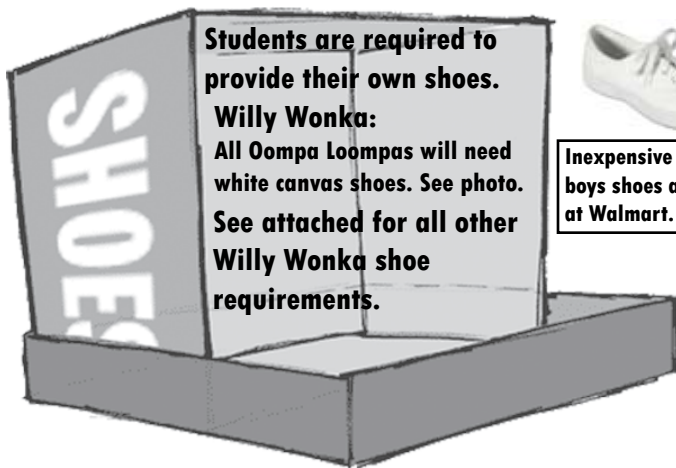 Students are required to
provide their own shoes.
Willy Wonka:
All Oompa Loompas will need
white canvas shoes. See photo.
See attached for all other
Willy Wonka shoe
requirements.
SHOES
Inexpensive
boys shoes
at Walmart.